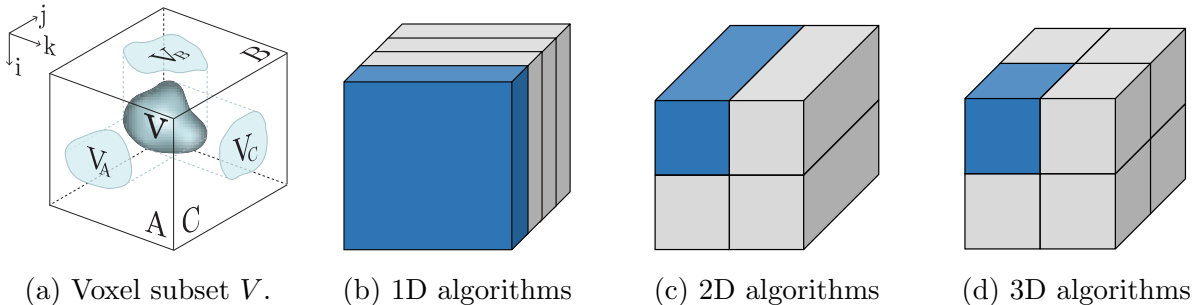 j
k
i
V_B
B
V
V_A
V_C
A
C
(a) Voxel subset V.
(b) 1D algorithms
(c) 2D algorithms
(d) 3D algorithms